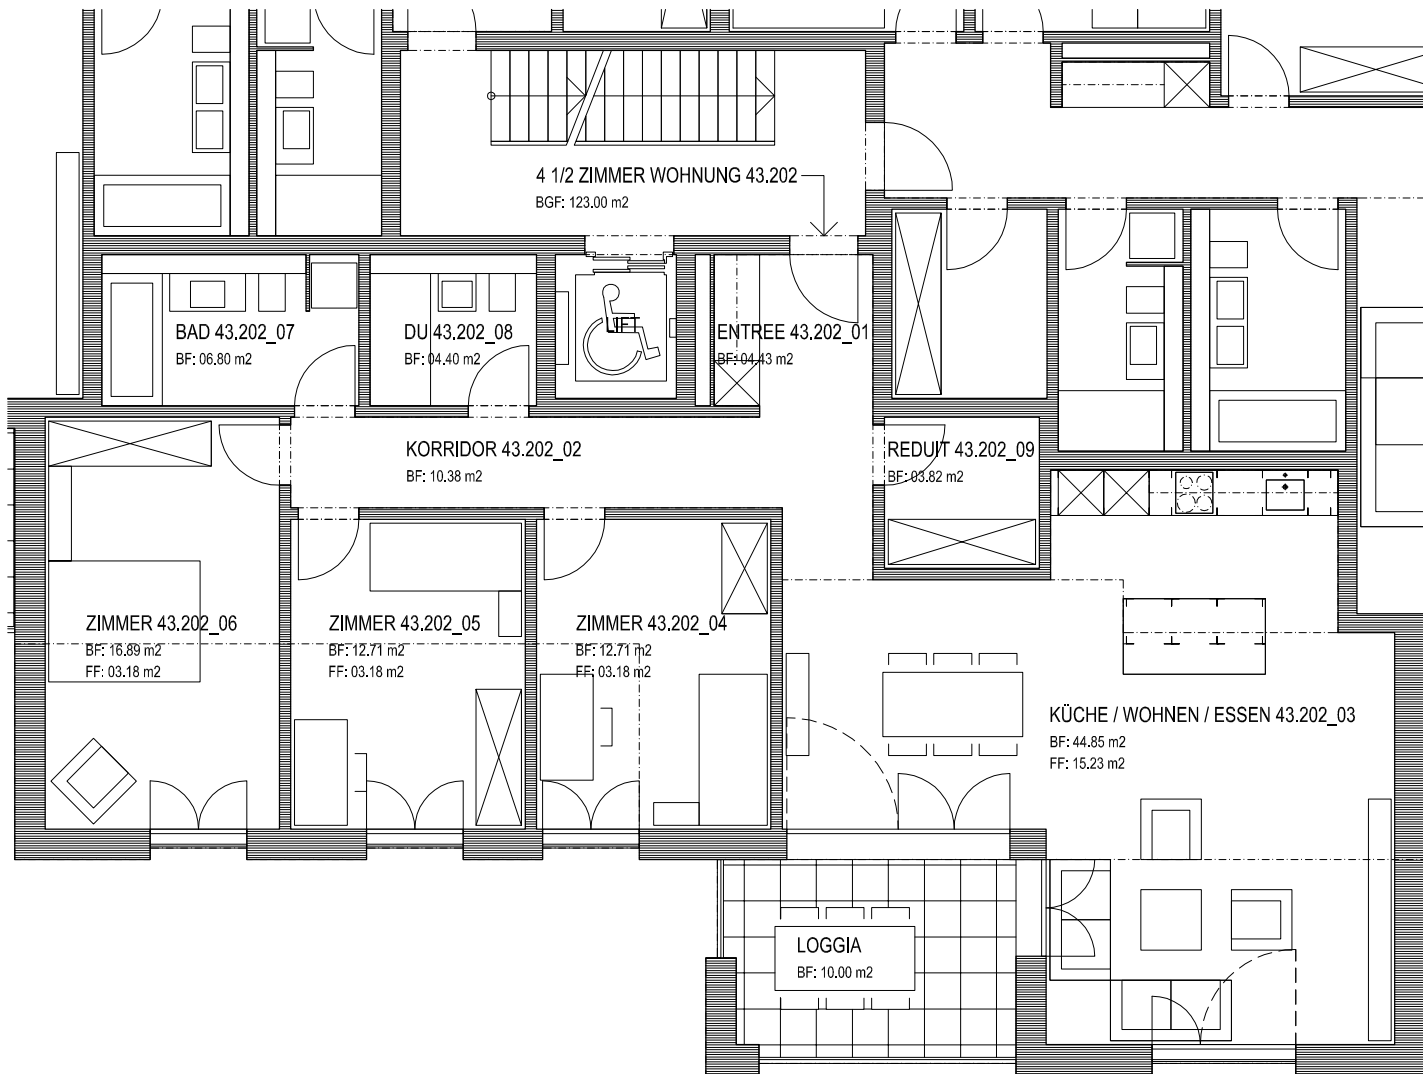 4 1/2 ZIMMER WOHNUNG 43.202
BGF: 123.00 m2
BAD 43.202_07
BF: 06.80 m2
DU 43.202_08
BF: 04.40 m2
LIFT
ENTREE 43.202_01
BF: 04.43 m2
KORRIDOR 43.202_02
BF: 10.38 m2
REDUIT 43.202_09
BF: 03.82 m2
ZIMMER 43.202_06
BF: 16.89 m2
FF: 03.18 m2
ZIMMER 43.202_05
BF: 12.71 m2
FF: 03.18 m2
ZIMMER 43.202_04
BF: 12.71 m2
FF: 03.18 m2
KÜCHE / WOHNEN / ESSEN 43.202_03
BF: 44.85 m2
FF: 15.23 m2
LOGGIA
BF: 10.00 m2